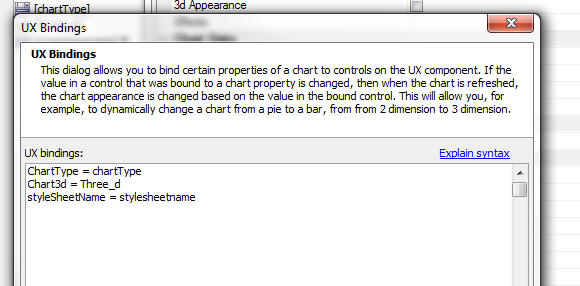 [chartType]
3d Appearance
UX Bindings
UX Bindings
This dialog allows you to bind certain properties of a chart to controls on the UX component. If the
value in a control that was bound to a chart property is changed, then when the chart is refreshed,
the chart appearance is changed based on the value in the bound control. This will allow you, for
example, to dynamically change a chart from a pie to a bar, from from 2 dimension to 3 dimension.
UX bindings:
Explain syntax
ChartType = chartType
Chart3d = Three_d
styleSheetName = stylesheetname